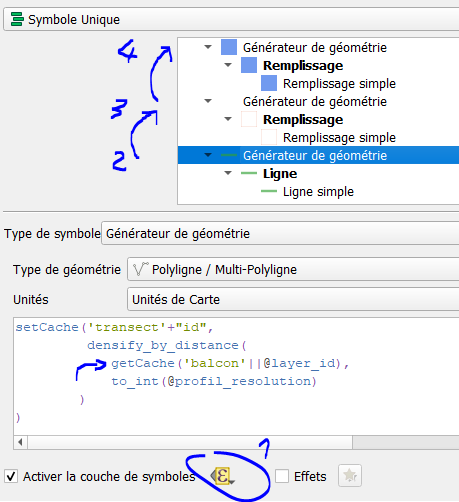 Symbole Unique
4
Générateur de géométrie
Remplissage
Remplissage simple
3
Générateur de géométrie
Remplissage
Remplissage simple
2
Générateur de géométrie
Ligne
Ligne simple
Type de symbole Générateur de géométrie
Type de géométrie Polyligne / Multi-Polyligne
Unités Unités de Carte
setCache('transect'+"id",
densify_by_distance(
getCache('balcon'||@layer_id),
to_int(@profil_resolution)
)
)
1
Activer la couche de symboles ε Effets